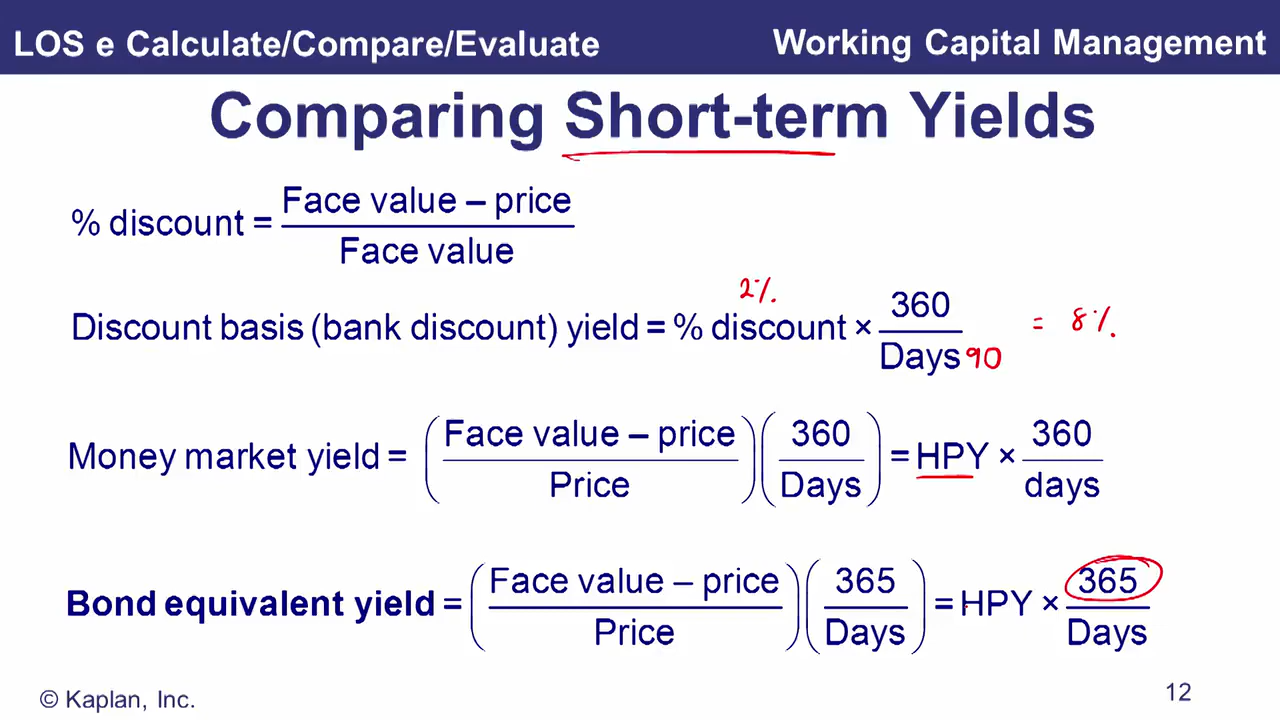 LOS e Calculate/Compare/Evaluate
Working Capital Management
Comparing Short-term Yields
% discount = Face value – price / Face value
2%
Discount basis (bank discount) yield = % discount × 360 / Days 90 = 8%
Money market yield = (Face value – price / Price) (360 / Days) = HPY × 360 / days
Bond equivalent yield = (Face value – price / Price) (365 / Days) = HPY × 365 / Days
© Kaplan, Inc.
12